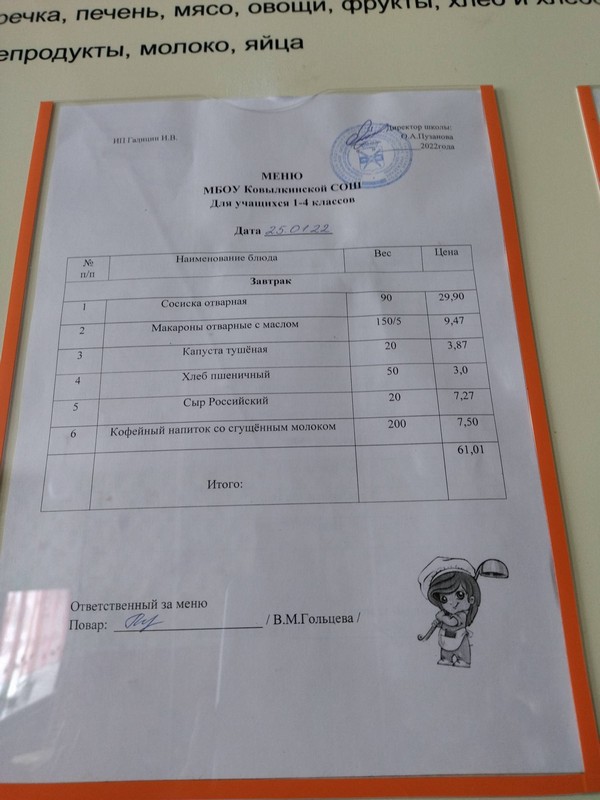 речка, печень, мясо, овощи, фрукты, хлеб и хлебо
епродукты, молоко, яйца
ИП Гадиции Н.В.
Директор школы:
О.А.Пузанова
2022года
МЕНЮ
МБОУ Ковылкинской СОШ
Для учащихся 1-4 классов
Дата 25.01.22
№ п/п Наименование блюда Вес Цена
Завтрак
1 Сосиска отварная 90 29,90
2 Макароны отварные с маслом 150/5 9,47
3 Капуста тушёная 20 3,87
4 Хлеб пшеничный 50 3,0
5 Сыр Российский 20 7,27
6 Кофейный напиток со сгущённым молоком 200 7,50
Итого: 61,01
Ответственный за меню
Повар: / В.М.Гольцева /